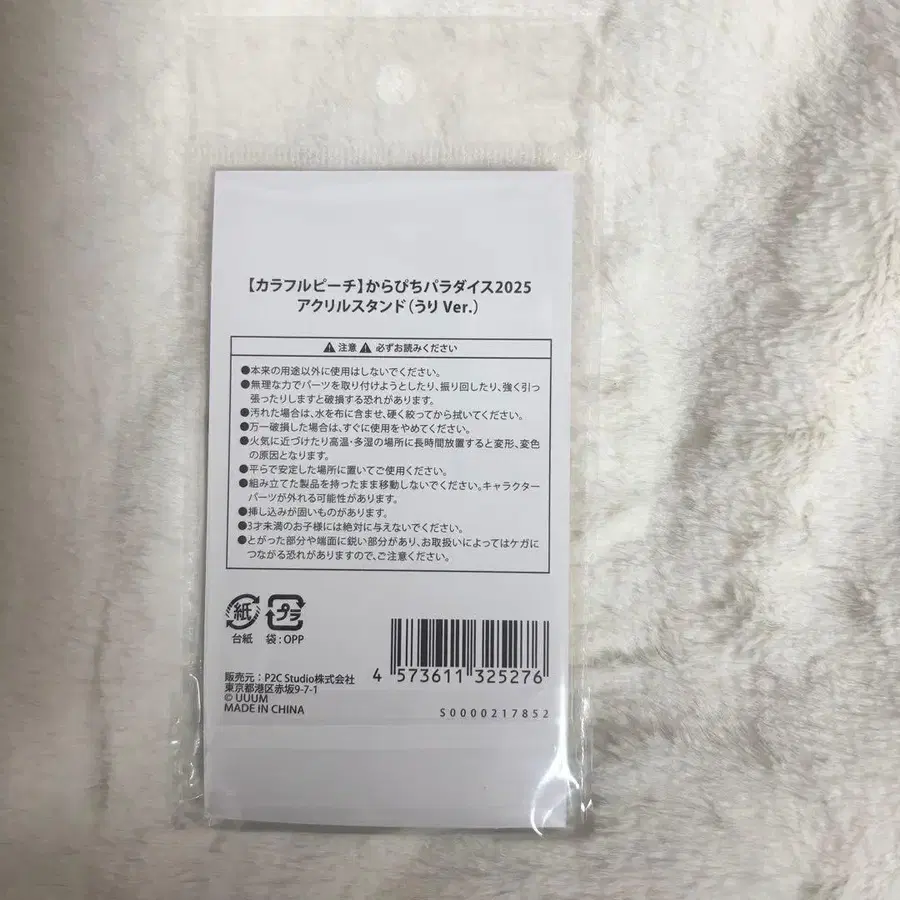 【カラフルピーチ】からぴちパラダイス2025
アクリルスタンド(うり Ver.)
注意 必ずお読みください
●本来の用途以外に使用はしないでください。
●無理な力でパーツを取り付けようとしたり、振り回したり、強く引っ
張ったりしますと破損する恐れがあります。
●汚れた場合は、水を布に含ませ、硬く絞ってから拭いてください。
●万一破損した場合は、すぐに使用をやめてください。
●火気に近づけたり高温・多湿の場所に長時間放置すると変形、変色
の原因となります。
●平らで安定した場所に置いてご使用ください。
●組み立てた製品を持ったまま移動しないでください。キャラクター
パーツが外れる可能性があります。
●挿し込みが固いものがあります。
●3才未満のお子様には絶対に与えないでください。
●とがった部分や端面に鋭い部分があり、お取扱いによってはケガに
つながる恐れがありますので、ご注意ください。
紙 プラ
台紙 袋:OPP
販売元:P2C Studio株式会社
東京都港区赤坂9-7-1
© UUUM
MADE IN CHINA
4 573611 325276
S0000217852